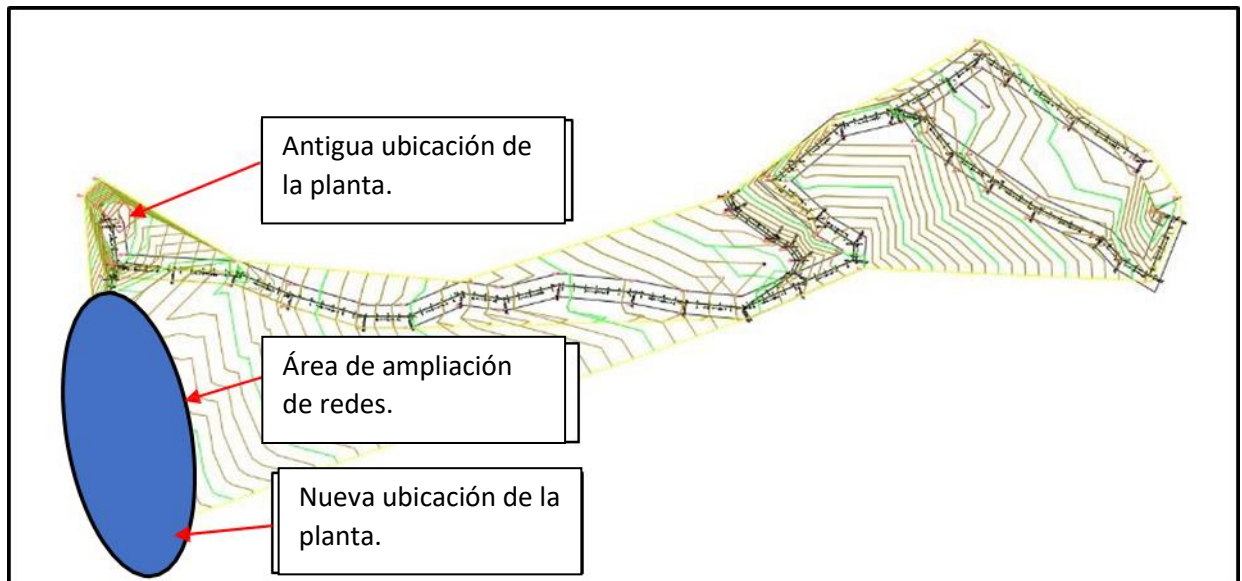 Antigua ubicación de
la planta.
Área de ampliación
de redes.
Nueva ubicación de la
planta.